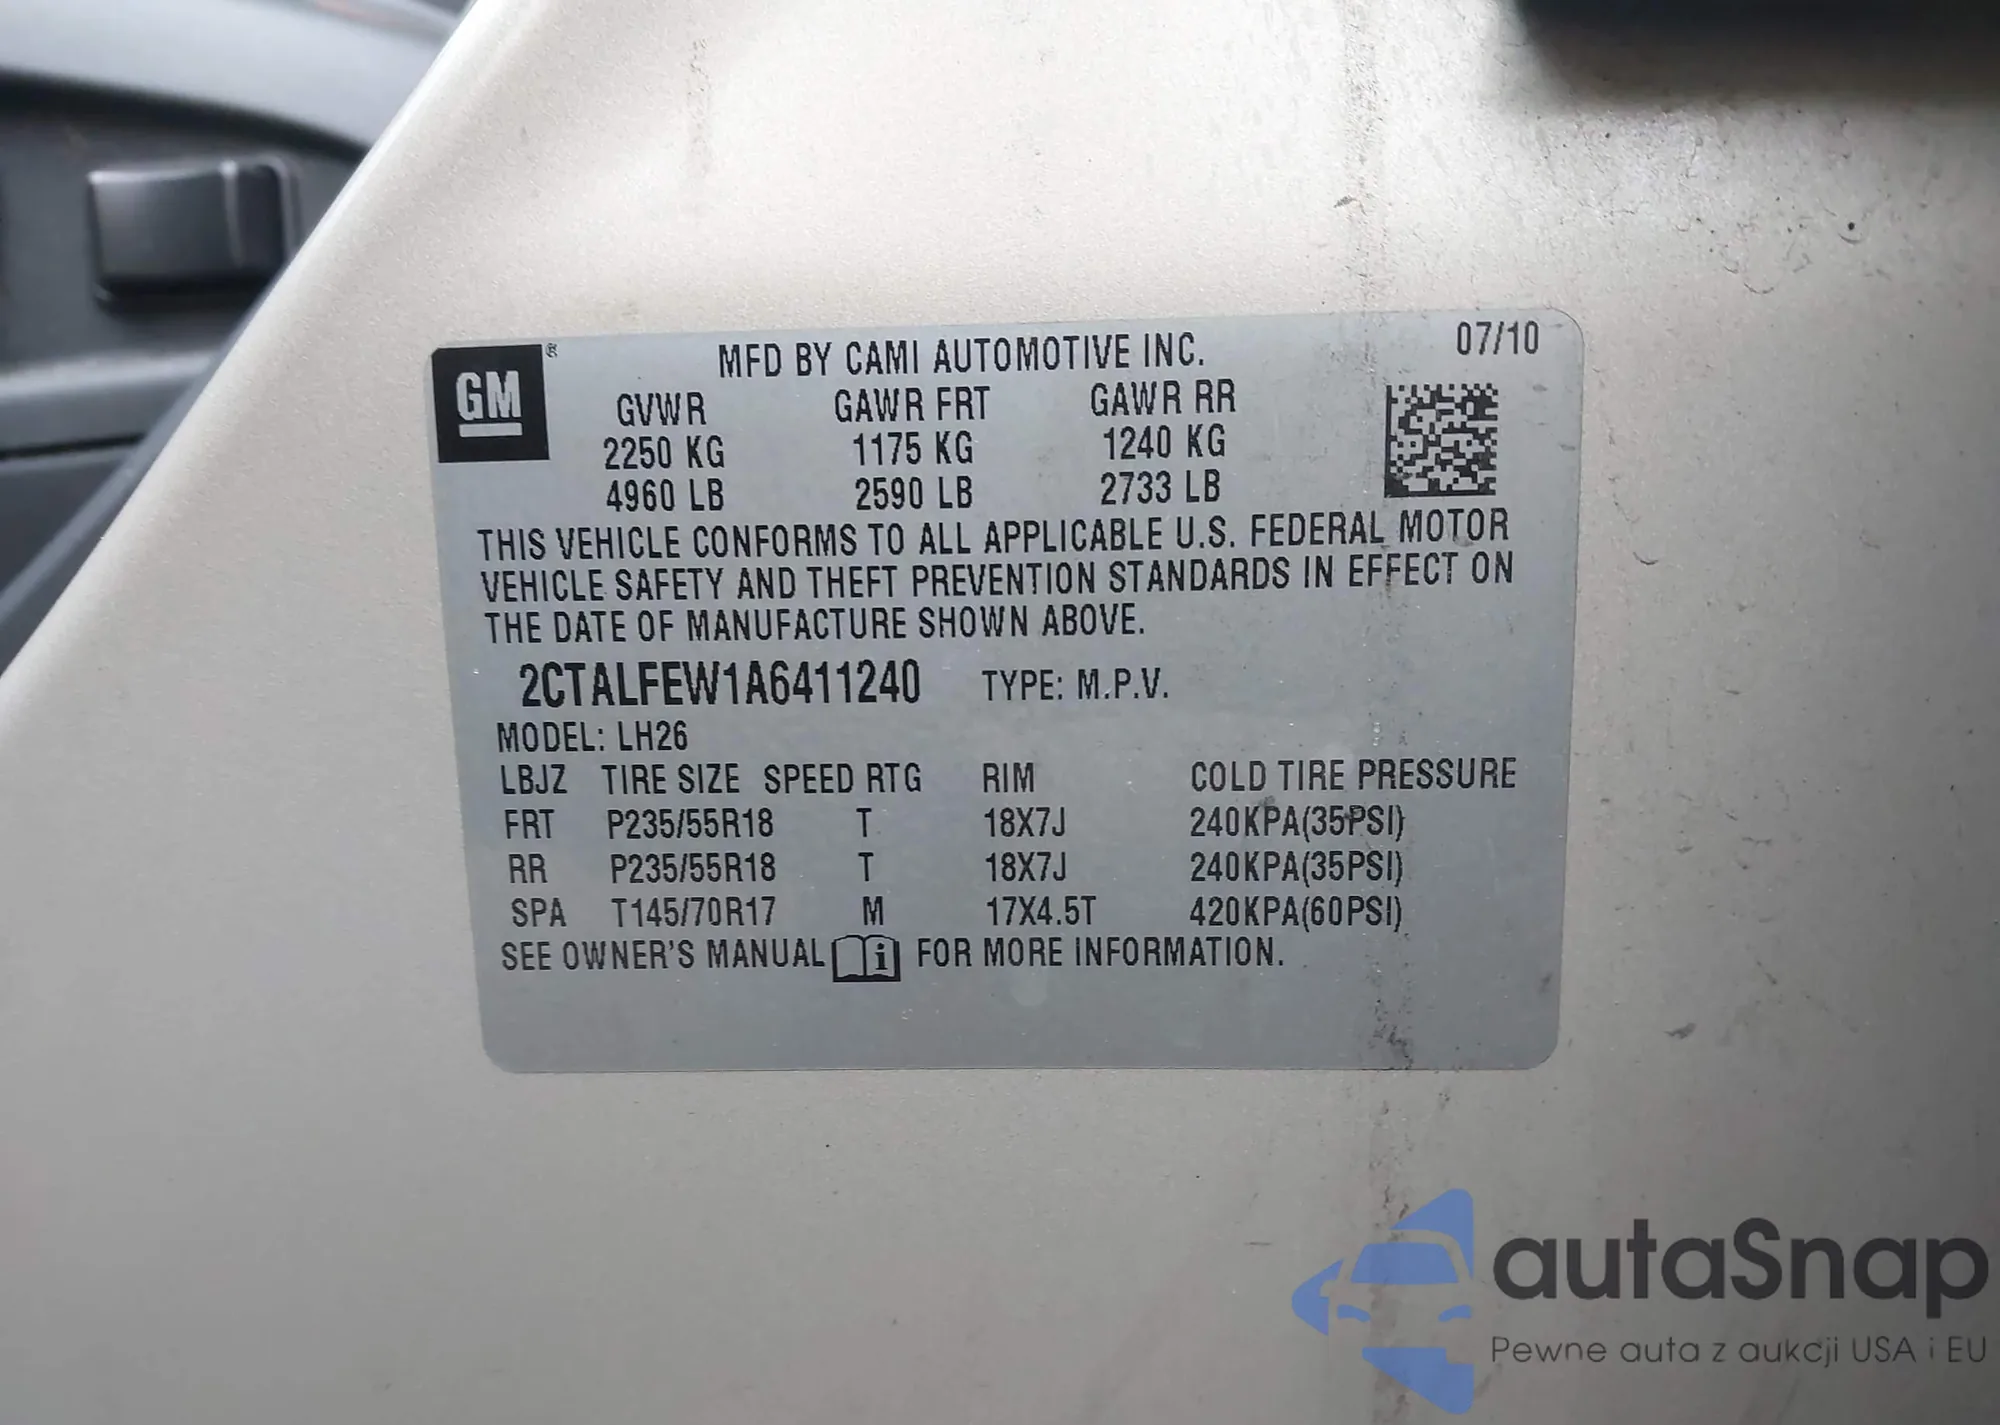 GM ®
MFD BY CAMI AUTOMOTIVE INC. 07/10
GVWR GAWR FRT GAWR RR
2250 KG 1175 KG 1240 KG
4960 LB 2590 LB 2733 LB
THIS VEHICLE CONFORMS TO ALL APPLICABLE U.S. FEDERAL MOTOR
VEHICLE SAFETY AND THEFT PREVENTION STANDARDS IN EFFECT ON
THE DATE OF MANUFACTURE SHOWN ABOVE.
2CTALFEW1A6411240 TYPE: M.P.V.
MODEL: LH26
LBJZ TIRE SIZE SPEED RTG RIM COLD TIRE PRESSURE
FRT P235/55R18 T 18X7J 240KPA(35PSI)
RR P235/55R18 T 18X7J 240KPA(35PSI)
SPA T145/70R17 M 17X4.5T 420KPA(60PSI)
SEE OWNER'S MANUAL i FOR MORE INFORMATION.
autaSnap
Pewne auta z aukcji USA i EU